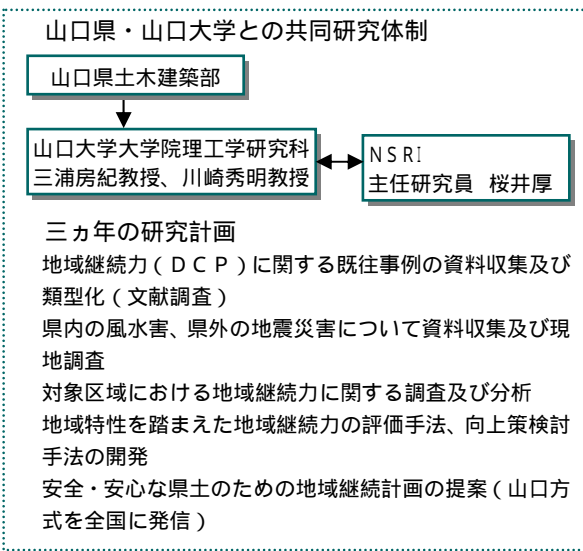 山口県・山口大学との共同研究体制
山口県土木建築部
山口大学大学院理工学研究科
三浦房紀教授、川崎秀明教授
NSRI
主任研究員 桜井厚
三ヵ年の研究計画
地域継続力(DCP)に関する既往事例の資料収集及び
類型化(文献調査)
県内の風水害、県外の地震災害について資料収集及び現
地調査
対象区域における地域継続力に関する調査及び分析
地域特性を踏まえた地域継続力の評価手法、向上策検討
手法の開発
安全・安心な県土のための地域継続計画の提案(山口方
式を全国に発信)